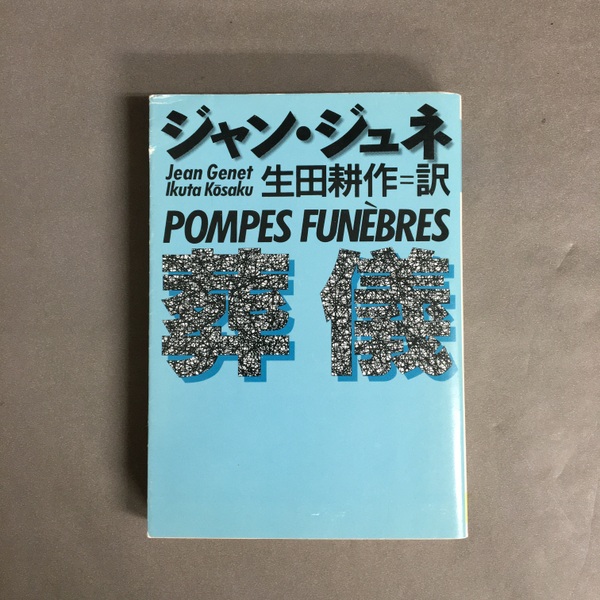 ジャン・ジュネ
Jean Genet
Ikuta Kōsaku
生田耕作=訳
POMPES FUNÈBRES
葬儀